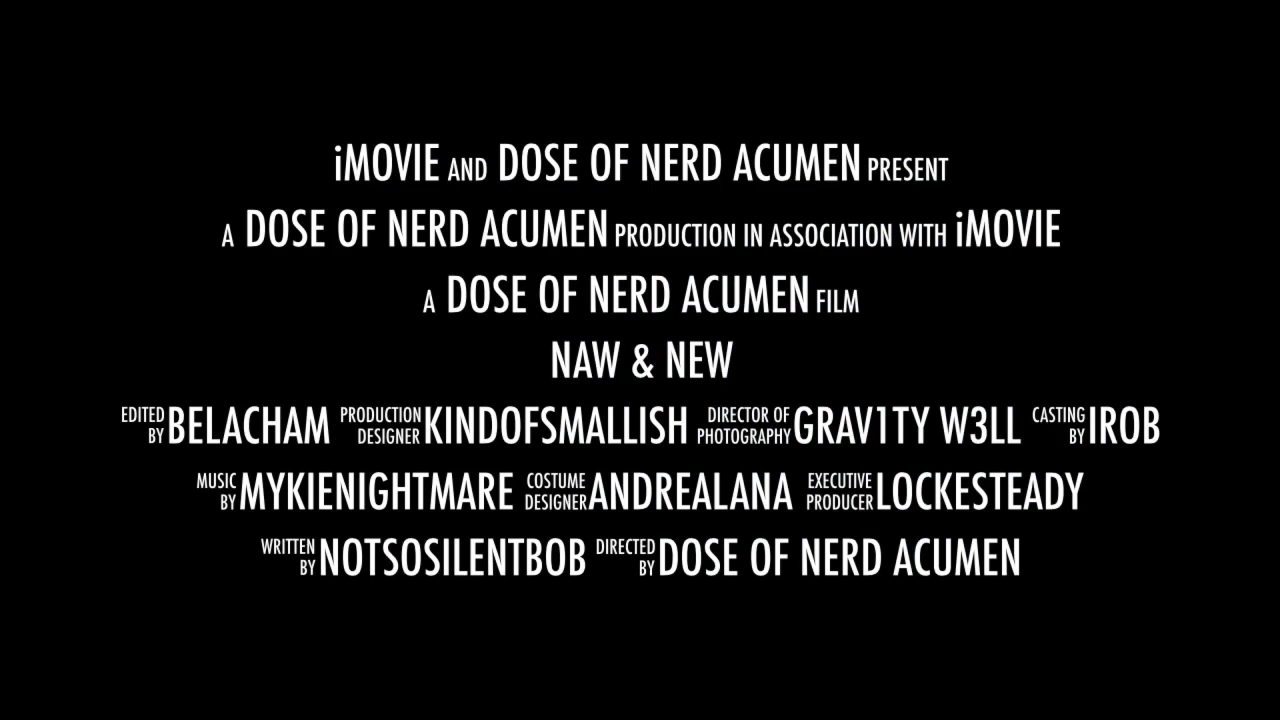 iMOVIE AND DOSE OF NERD ACUMEN PRESENT
A DOSE OF NERD ACUMEN PRODUCTION IN ASSOCIATION WITH iMOVIE
A DOSE OF NERD ACUMEN FILM
NAW & NEW
EDITED BY BELACHAM PRODUCTION DESIGNER KINDOFSMALLISH DIRECTOR OF PHOTOGRAPHY GRAV1TY W3LL CASTING BY IROB
MUSIC BY MYKIENIGHTMARE COSTUME DESIGNER ANDREALANA EXECUTIVE PRODUCER LOCKESTEADY
WRITTEN BY NOTSOSILENTBOB DIRECTED BY DOSE OF NERD ACUMEN